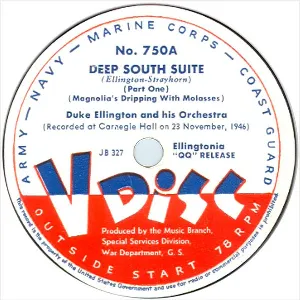 ARMY — NAVY — MARINE CORPS — COAST GUARD
No. 750A
DEEP SOUTH SUITE
(Ellington-Strayhorn)
(Part One)
(Magnolia's Dripping With Molasses)
Duke Ellington and his Orchestra
(Recorded at Carnegie Hall on 23 November, 1946)
JB 327
Ellingtonia
"QQ" RELEASE
V DISC
Produced by the Music Branch,
Special Services Division,
War Department, G. S.
OUTSIDE START 78 RPM
This record is the property of the United States Government and use for radio or commercial purposes is prohibited.